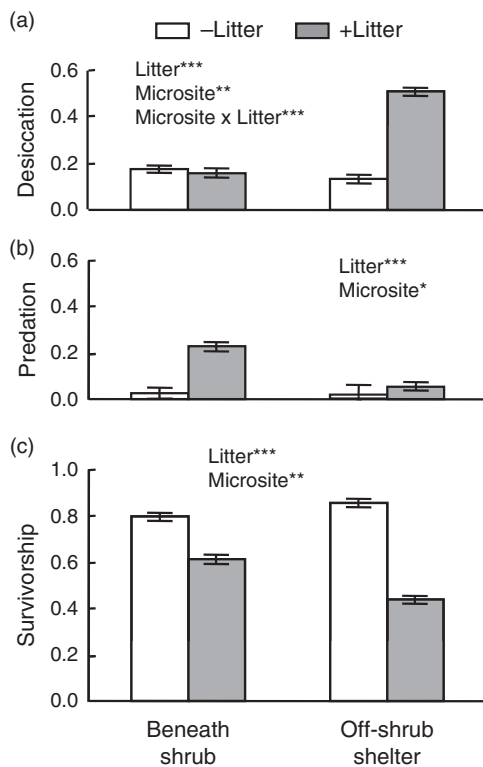 (a)
–Litter +Litter
0.6
0.4
0.2
0.0
Desiccation
Litter***
Microsite**
Microsite x Litter***
(b)
0.6
0.4
0.2
0.0
Predation
Litter***
Microsite*
(c)
1.0
0.8
0.6
0.4
0.2
0.0
Survivorship
Litter***
Microsite**
Beneath shrub
Off-shrub shelter